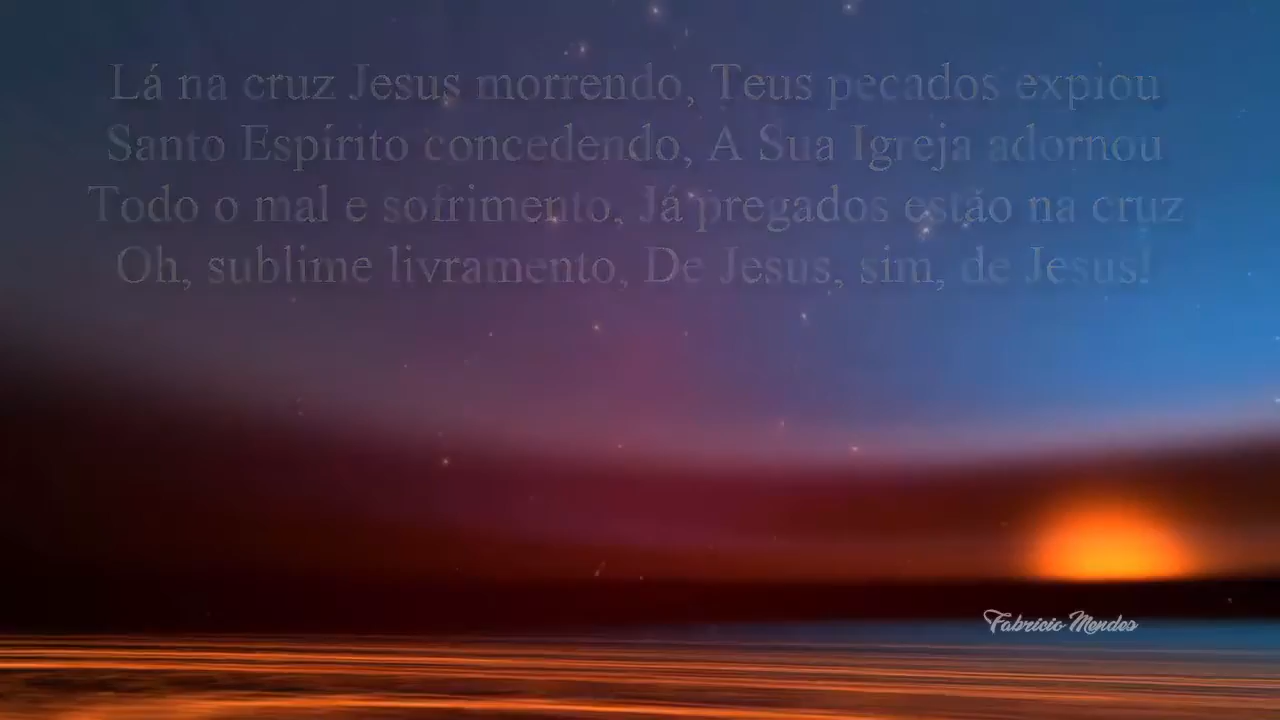 Lá na cruz Jesus morrendo, Teus pecados expiou
Santo Espírito concedendo, A Sua Igreja adornou
Todo o mal e sofrimento, Já pregados estão na cruz
Oh, sublime livramento, De Jesus, sim, de Jesus!
Fabricio Mendes